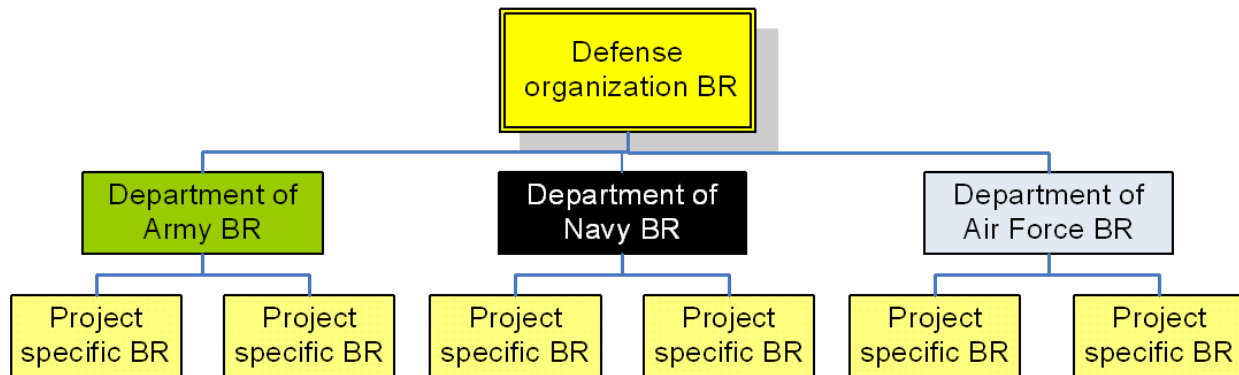 Defense
organization BR
Department of
Army BR
Department of
Navy BR
Department of
Air Force BR
Project
specific BR
Project
specific BR
Project
specific BR
Project
specific BR
Project
specific BR
Project
specific BR